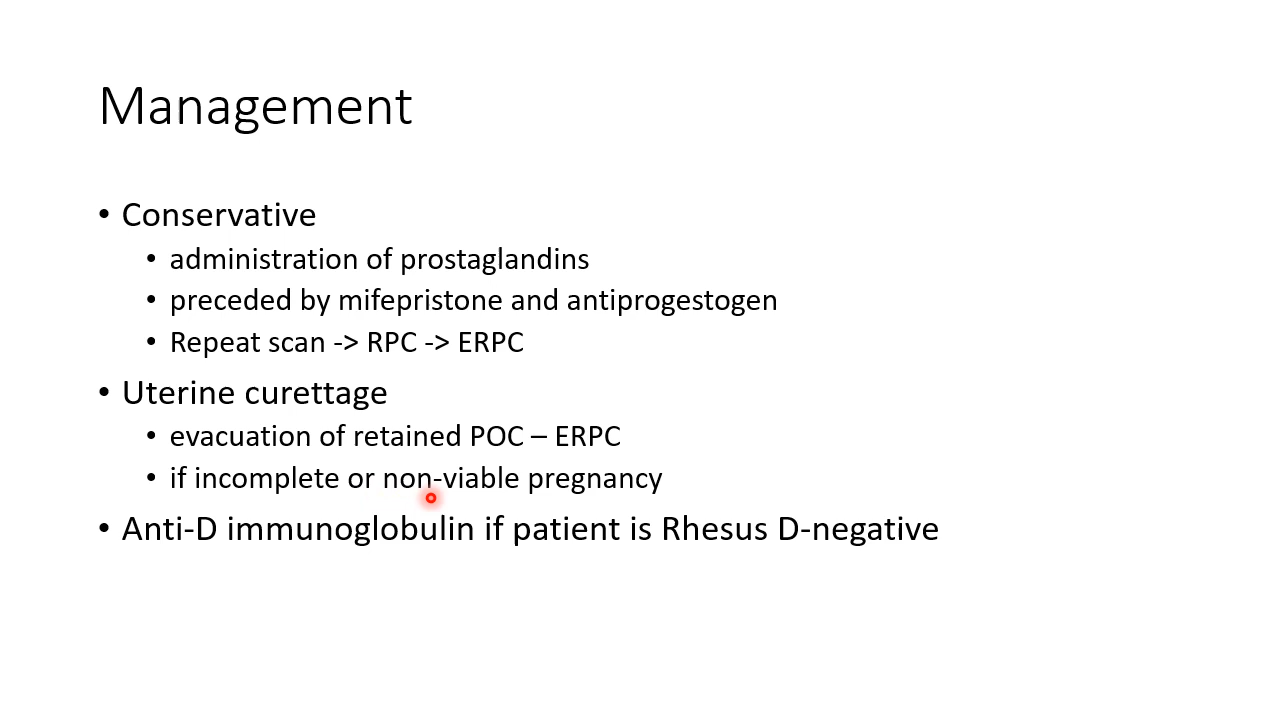 Management
• Conservative
• administration of prostaglandins
• preceded by mifepristone and antiprogestogen
• Repeat scan -> RPC -> ERPC
• Uterine curettage
• evacuation of retained POC – ERPC
• if incomplete or non-viable pregnancy
• Anti-D immunoglobulin if patient is Rhesus D-negative